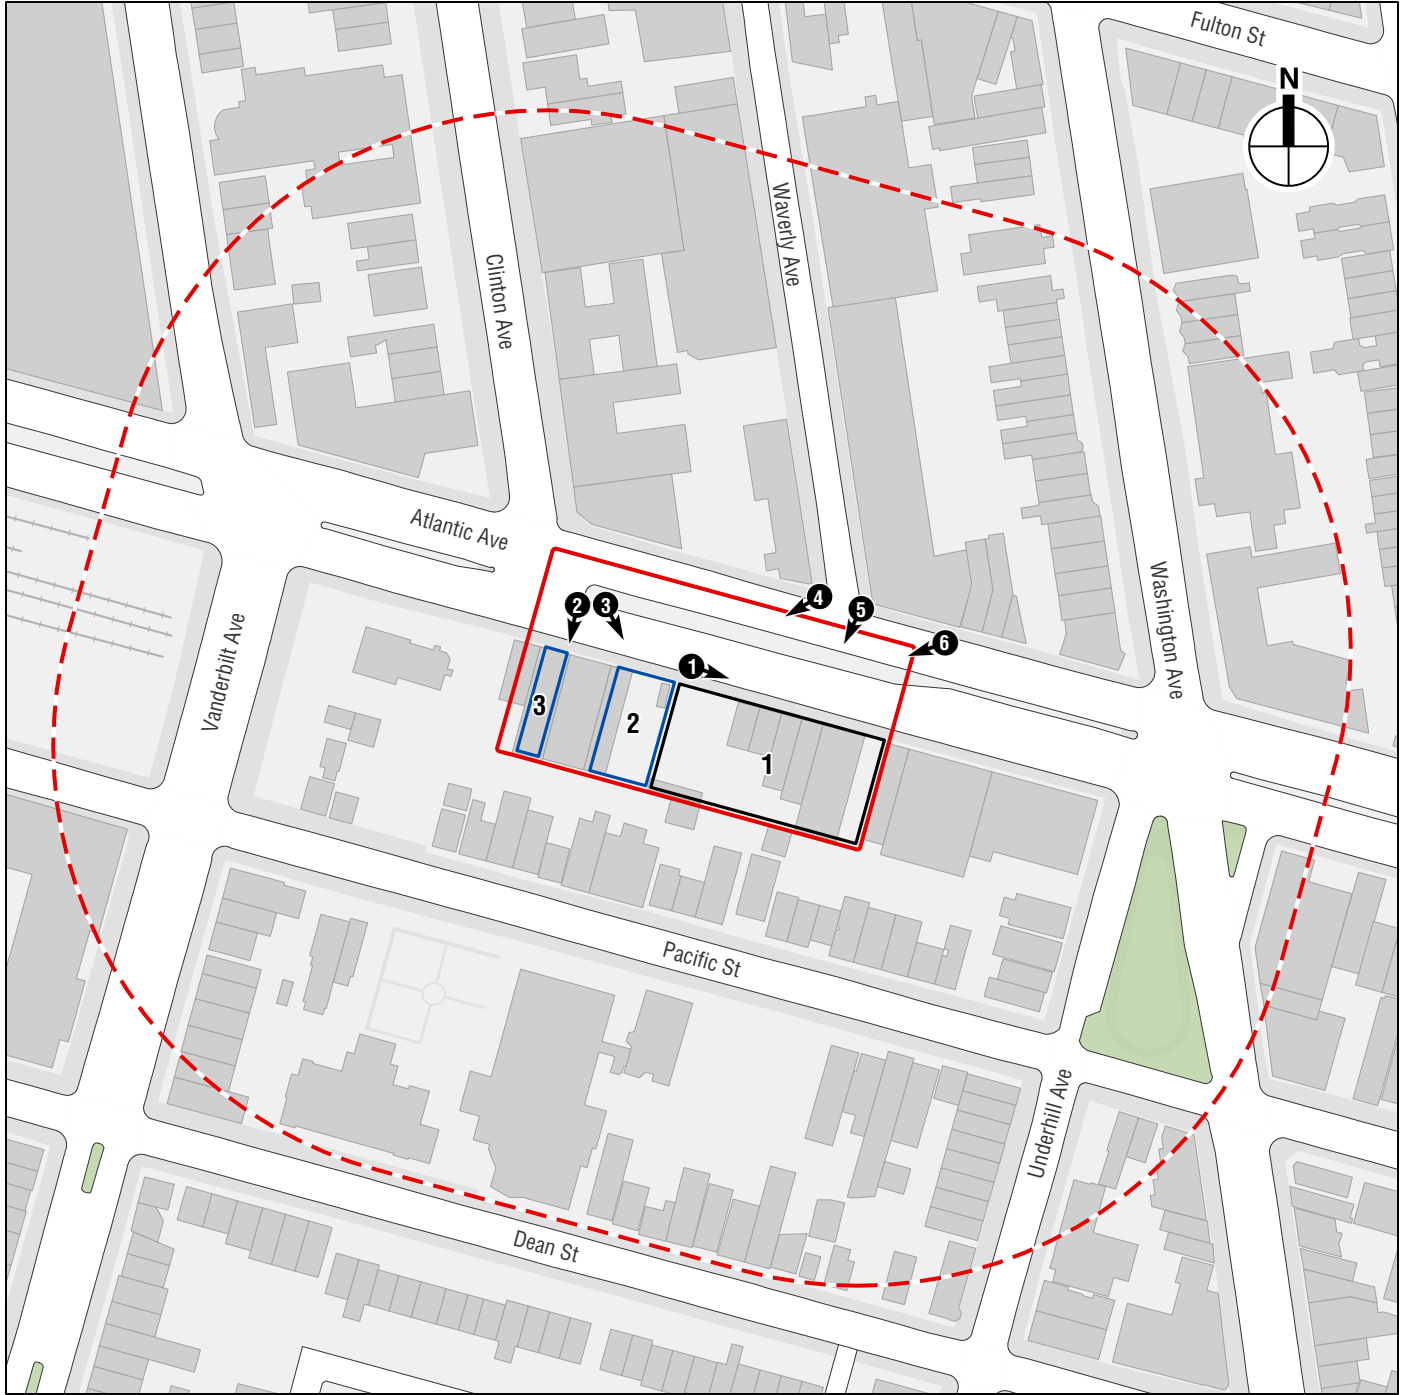 Fulton St
N
Waverly Ave
Clinton Ave
Atlantic Ave
Washington Ave
Vanderbilt Ave
2
3
4
5
6
1
3
2
1
Pacific St
Underhill Ave
Dean St